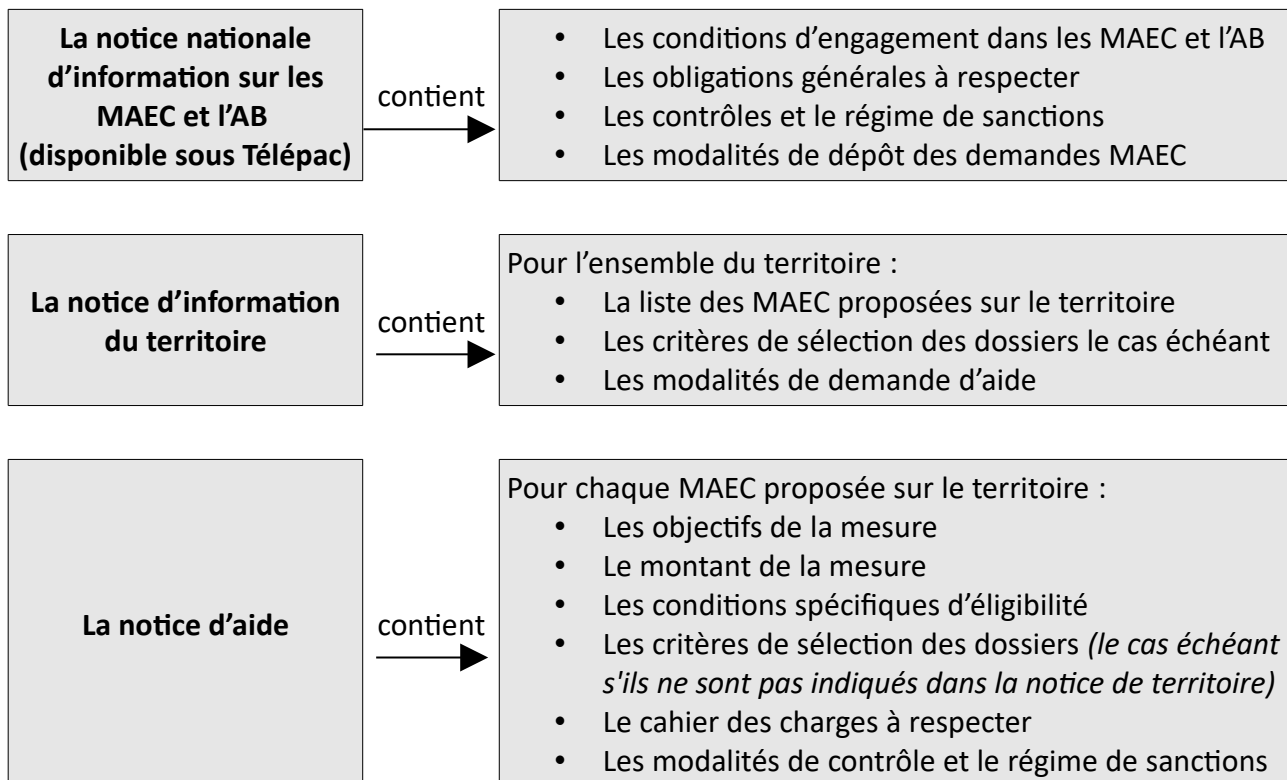 La notice nationale
d’information sur les
MAEC et l’AB
(disponible sous Télépac)
contient
• Les conditions d’engagement dans les MAEC et l’AB
• Les obligations générales à respecter
• Les contrôles et le régime de sanctions
• Les modalités de dépôt des demandes MAEC
La notice d’information
du territoire
contient
Pour l’ensemble du territoire :
• La liste des MAEC proposées sur le territoire
• Les critères de sélection des dossiers le cas échéant
• Les modalités de demande d’aide
La notice d’aide
contient
Pour chaque MAEC proposée sur le territoire :
• Les objectifs de la mesure
• Le montant de la mesure
• Les conditions spécifiques d’éligibilité
• Les critères de sélection des dossiers (le cas échéant
s'ils ne sont pas indiqués dans la notice de territoire)
• Le cahier des charges à respecter
• Les modalités de contrôle et le régime de sanctions